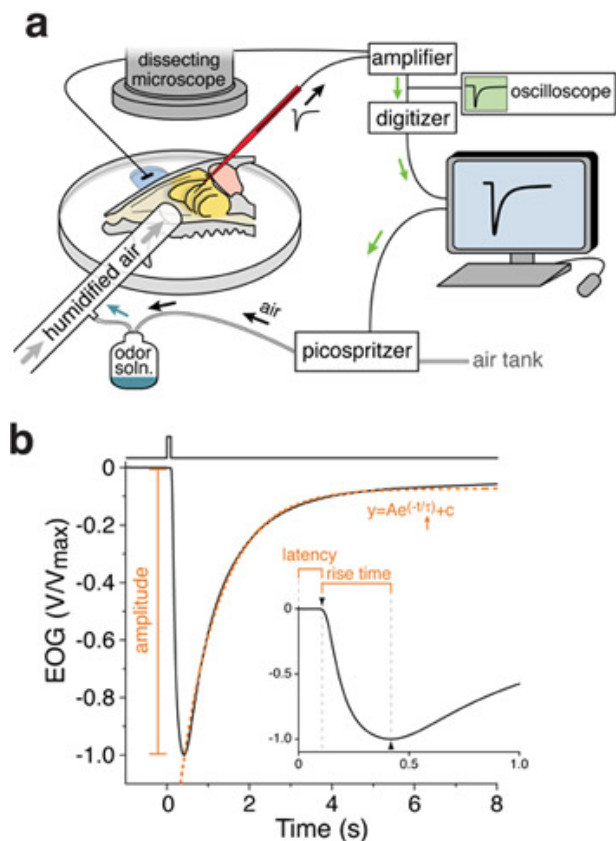 a
dissecting
microscope
amplifier
oscilloscope
digitizer
humidified air
air
odor
soln.
picospritzer
air tank
b
0
-0.2
-0.4
-0.6
-0.8
-1.0
EOG (V/Vmax)
amplitude
y=Ae(-t/τ)+c
latency
rise time
0
-0.5
-1.0
0
0.5
1.0
0 2 4 6 8
Time (s)